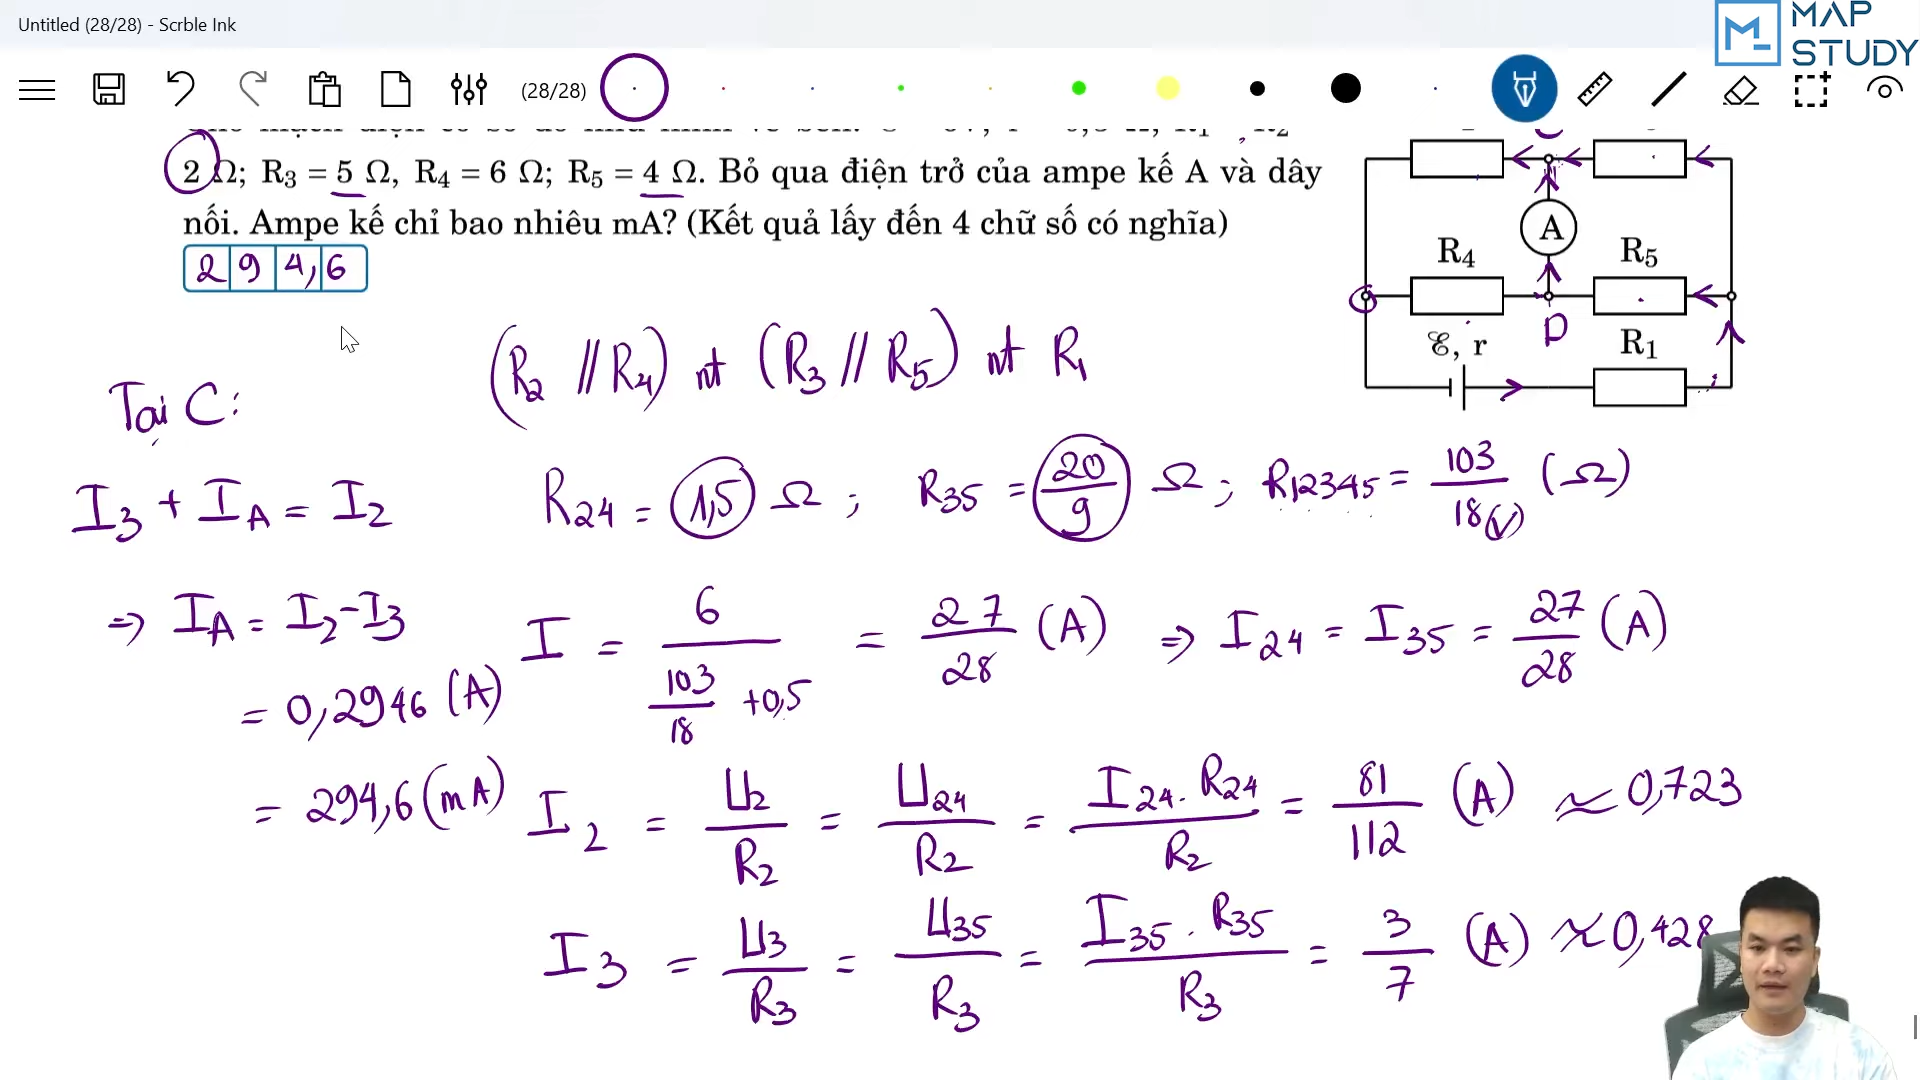 Untitled (28/28) - Scrble Ink
MAP
STUDY
(28/28)
2 Ω; R3 = 5 Ω, R4 = 6 Ω; R5 = 4 Ω. Bỏ qua điện trở của ampe kế A và dây
nối. Ampe kế chỉ bao nhiêu mA? (Kết quả lấy đến 4 chữ số có nghĩa)
2 9 4,6
A
R4
R5
D
ℰ, r
R1
(R2 // R4) nt (R3 // R5) nt R1
Tại C:
I3 + IA = I2
R24 = 1,5 Ω ; R35 = 20/9 Ω ; R12345 = 103/18 (Ω)
(V)
⇒ IA = I2 - I3
= 0,2946 (A)
= 294,6 (mA)
I = 6/(103/18 + 0,5) = 27/28 (A) ⇒ I24 = I35 = 27/28 (A)
I2 = U2/R2 = U24/R2 = I24. R24/R2 = 81/112 (A) ≈ 0,723
I3 = U3/R3 = U35/R3 = I35 . R35/R3 = 3/7 (A) ≈ 0,428